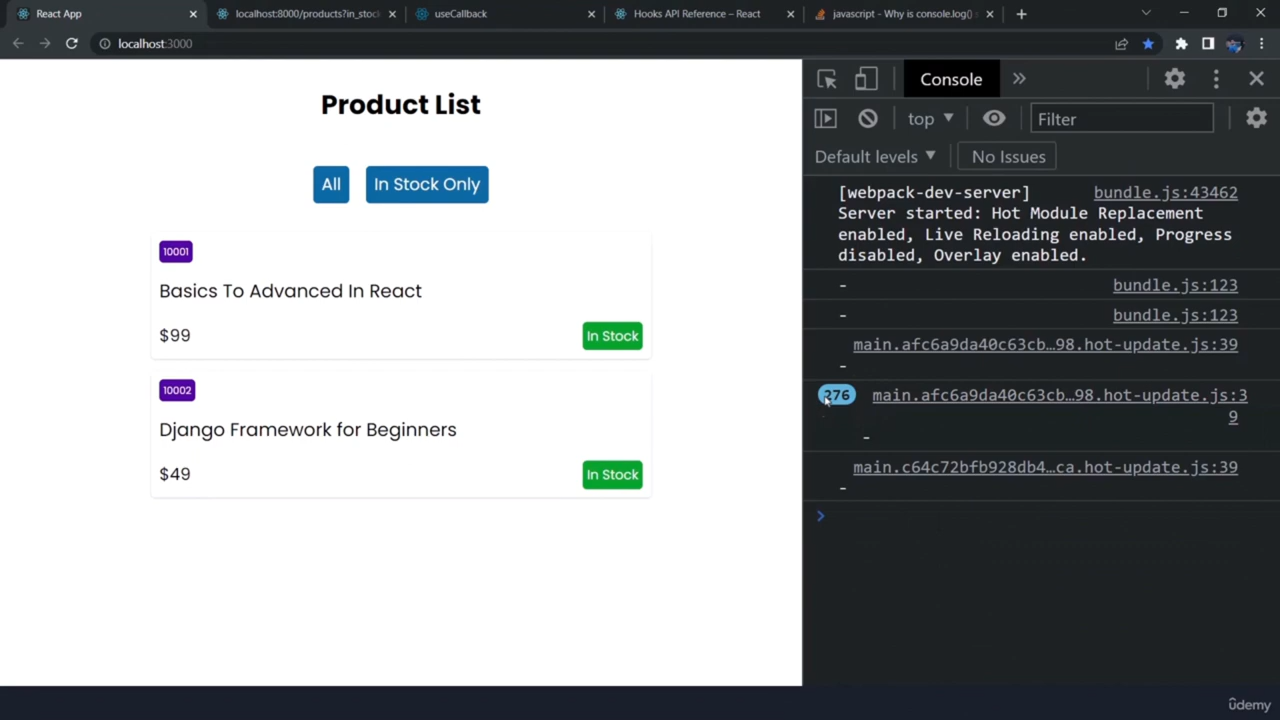 React App
localhost:8000/products?in_stoc
useCallback
Hooks API Reference – React
javascript - Why is console.log()
localhost:3000
Product List
All
In Stock Only
10001
Basics To Advanced In React
$99
In Stock
10002
Django Framework for Beginners
$49
In Stock
Console
top
Filter
Default levels
No Issues
[webpack-dev-server] bundle.js:43462
Server started: Hot Module Replacement
enabled, Live Reloading enabled, Progress
disabled, Overlay enabled.
- bundle.js:123
- bundle.js:123
main.afc6a9da40c63cb…98.hot-update.js:39
-
276 main.afc6a9da40c63cb…98.hot-update.js:3
9
-
main.c64c72bfb928db4…ca.hot-update.js:39
-
ûdemy